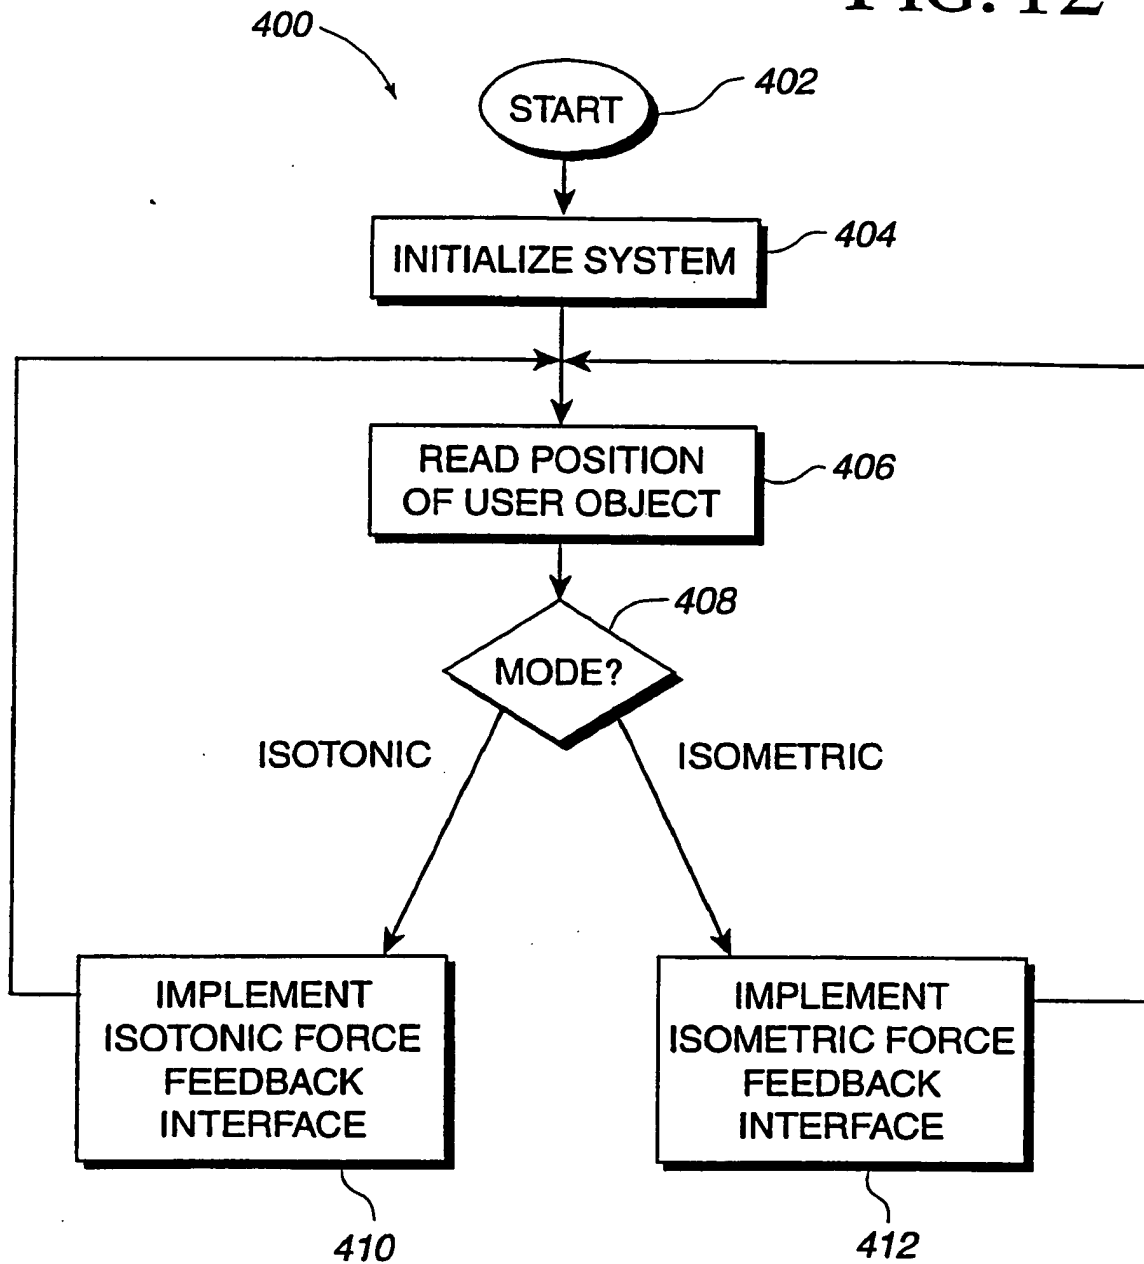 FIG. 12
400
402
START
404
INITIALIZE SYSTEM
406
READ POSITION
OF USER OBJECT
408
MODE?
ISOTONIC
ISOMETRIC
IMPLEMENT
ISOTONIC FORCE
FEEDBACK
INTERFACE
IMPLEMENT
ISOMETRIC FORCE
FEEDBACK
INTERFACE
410
412